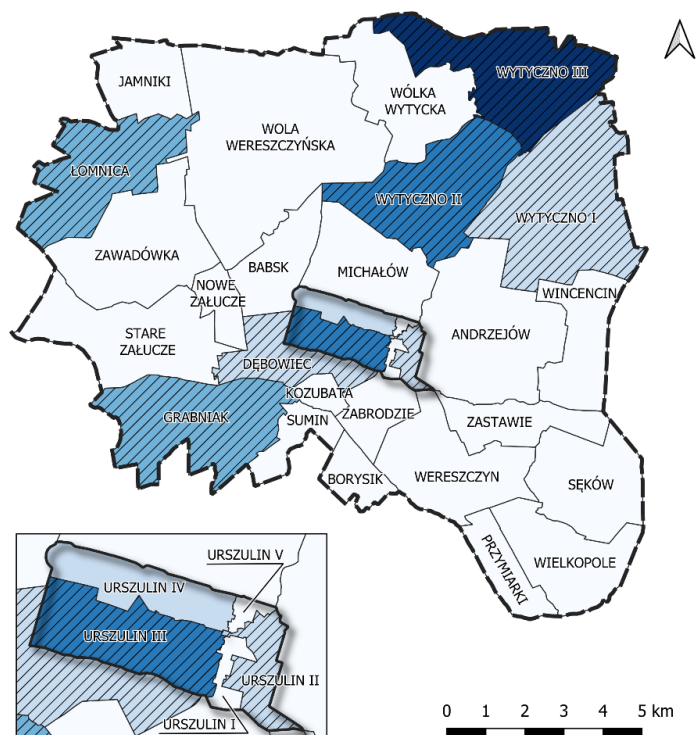 JAMNIKI
WYTYCZNO III
WÓLKA
WYTYCKA
WOLA
WERESZCZYŃSKA
ŁOMNICA
WYTYCZNO II
WYTYCZNO I
ZAWADÓWKA
BABSK
MICHAŁÓW
NOWE
ZAŁUCZE
WINCENCIN
STARE
ZAŁUCZE
ANDRZEJÓW
DĘBOWIEC
KOZUBATA
GRABNIAK
SUMIN
ZABRODZIE
ZASTAWIE
BORYSIK
WERESZCZYN
SĘKÓW
PRZYMIARKI
WIELKOPOLE
URSZULIN V
URSZULIN IV
URSZULIN III
URSZULIN II
URSZULIN I
0 1 2 3 4 5 km